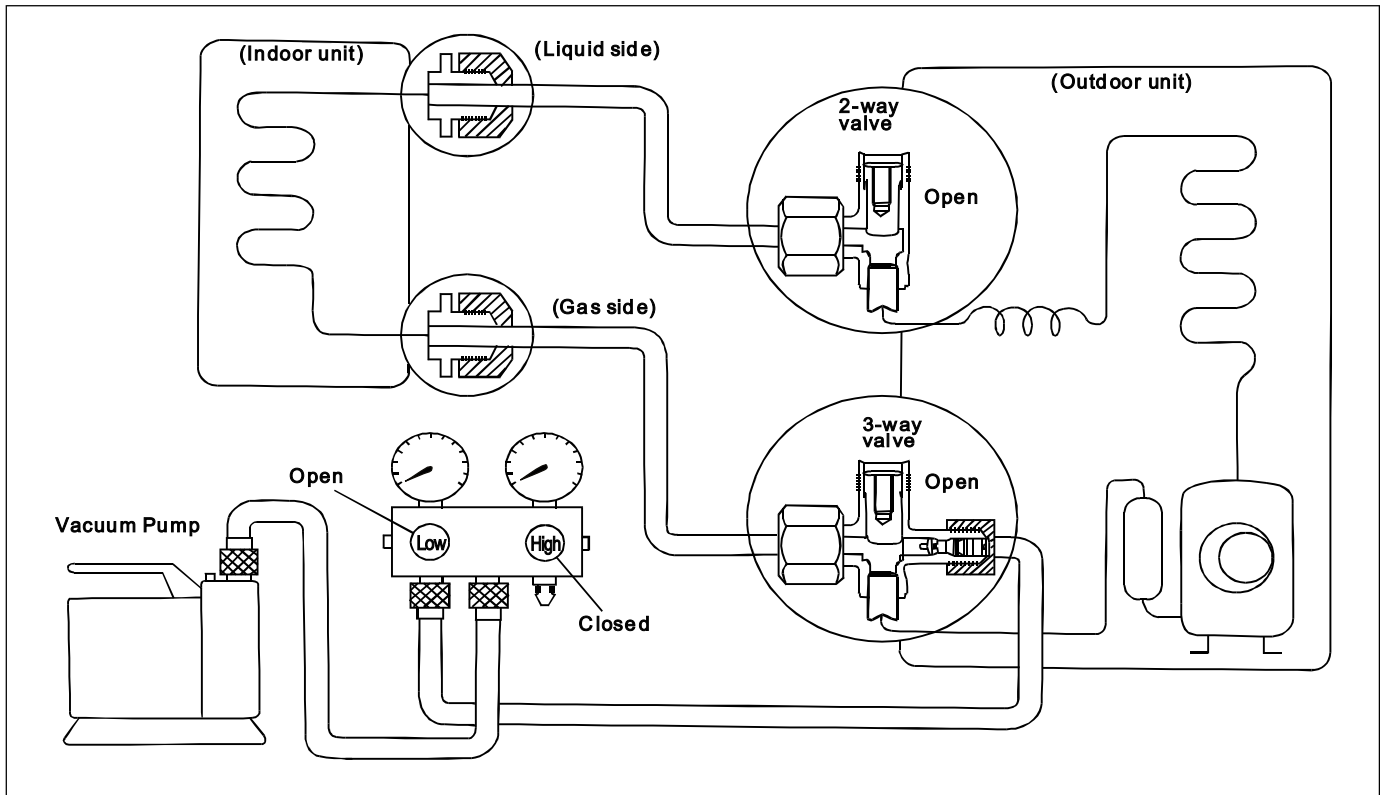 (Indoor unit)
(Liquid side)
(Outdoor unit)
2-way
valve
Open
(Gas side)
3-way
valve
Open
Open
Vacuum Pump
Low
High
Closed